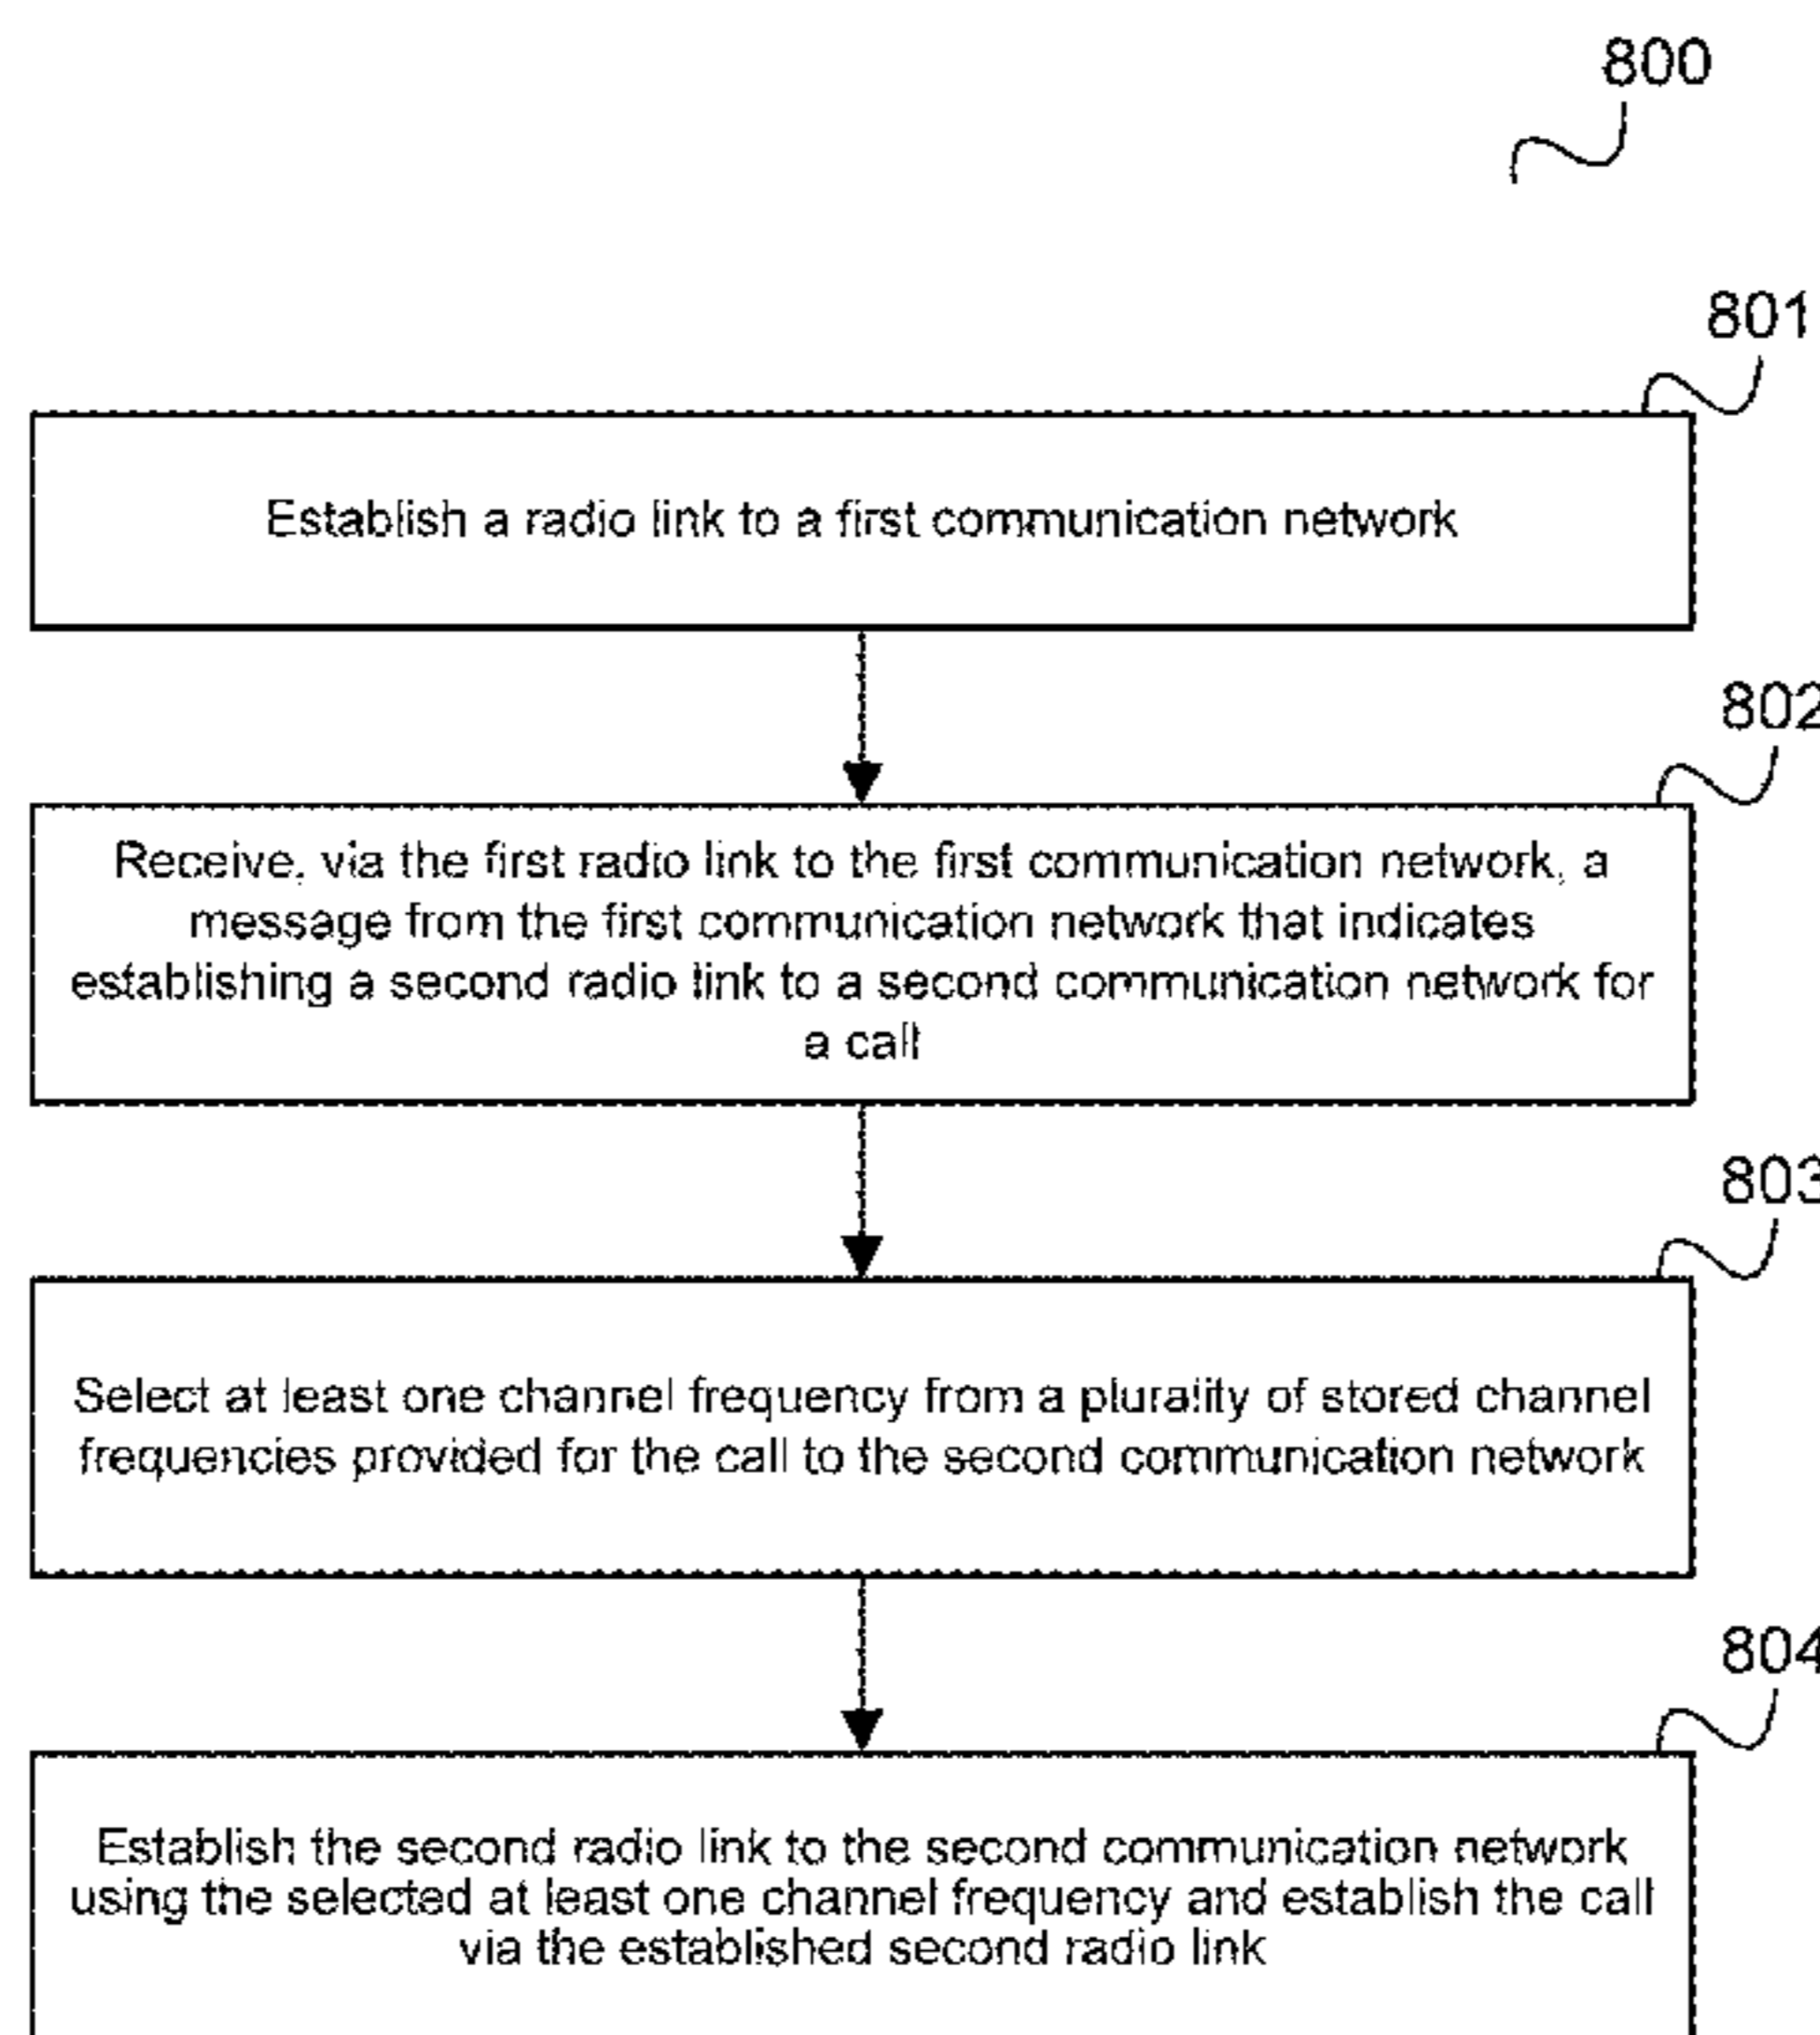 800
801
Establish a radio link to a first communication network
802
Receive, via the first radio link to the first communication network, a
message from the first communication network that indicates
establishing a second radio link to a second communication network for
a call
803
Select at least one channel frequency from a plurality of stored channel
frequencies provided for the call to the second communication network
804
Establish the second radio link to the second communication network
using the selected at least one channel frequency and establish the call
via the established second radio link